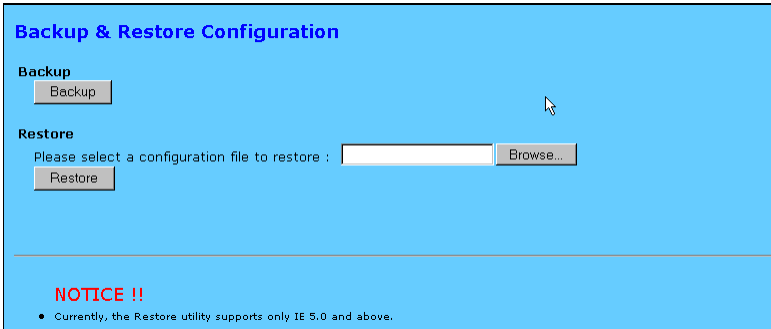 Backup & Restore Configuration
Backup
Backup
Restore
Please select a configuration file to restore : Browse...
Restore
NOTICE !!
• Currently, the Restore utility supports only IE 5.0 and above.